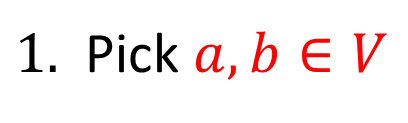 1. Pick a, b ∈ V